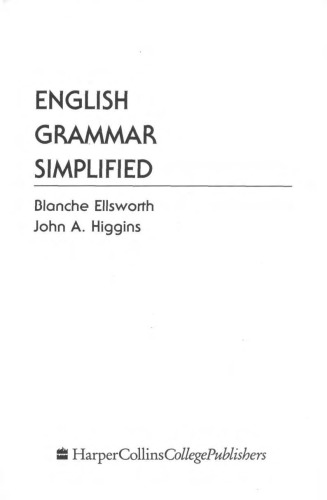 ENGLISH
GRAMMAR
SIMPLIFIED
Blanche Ellsworth
John A. Higgins
HarperCollinsCollegePublishers